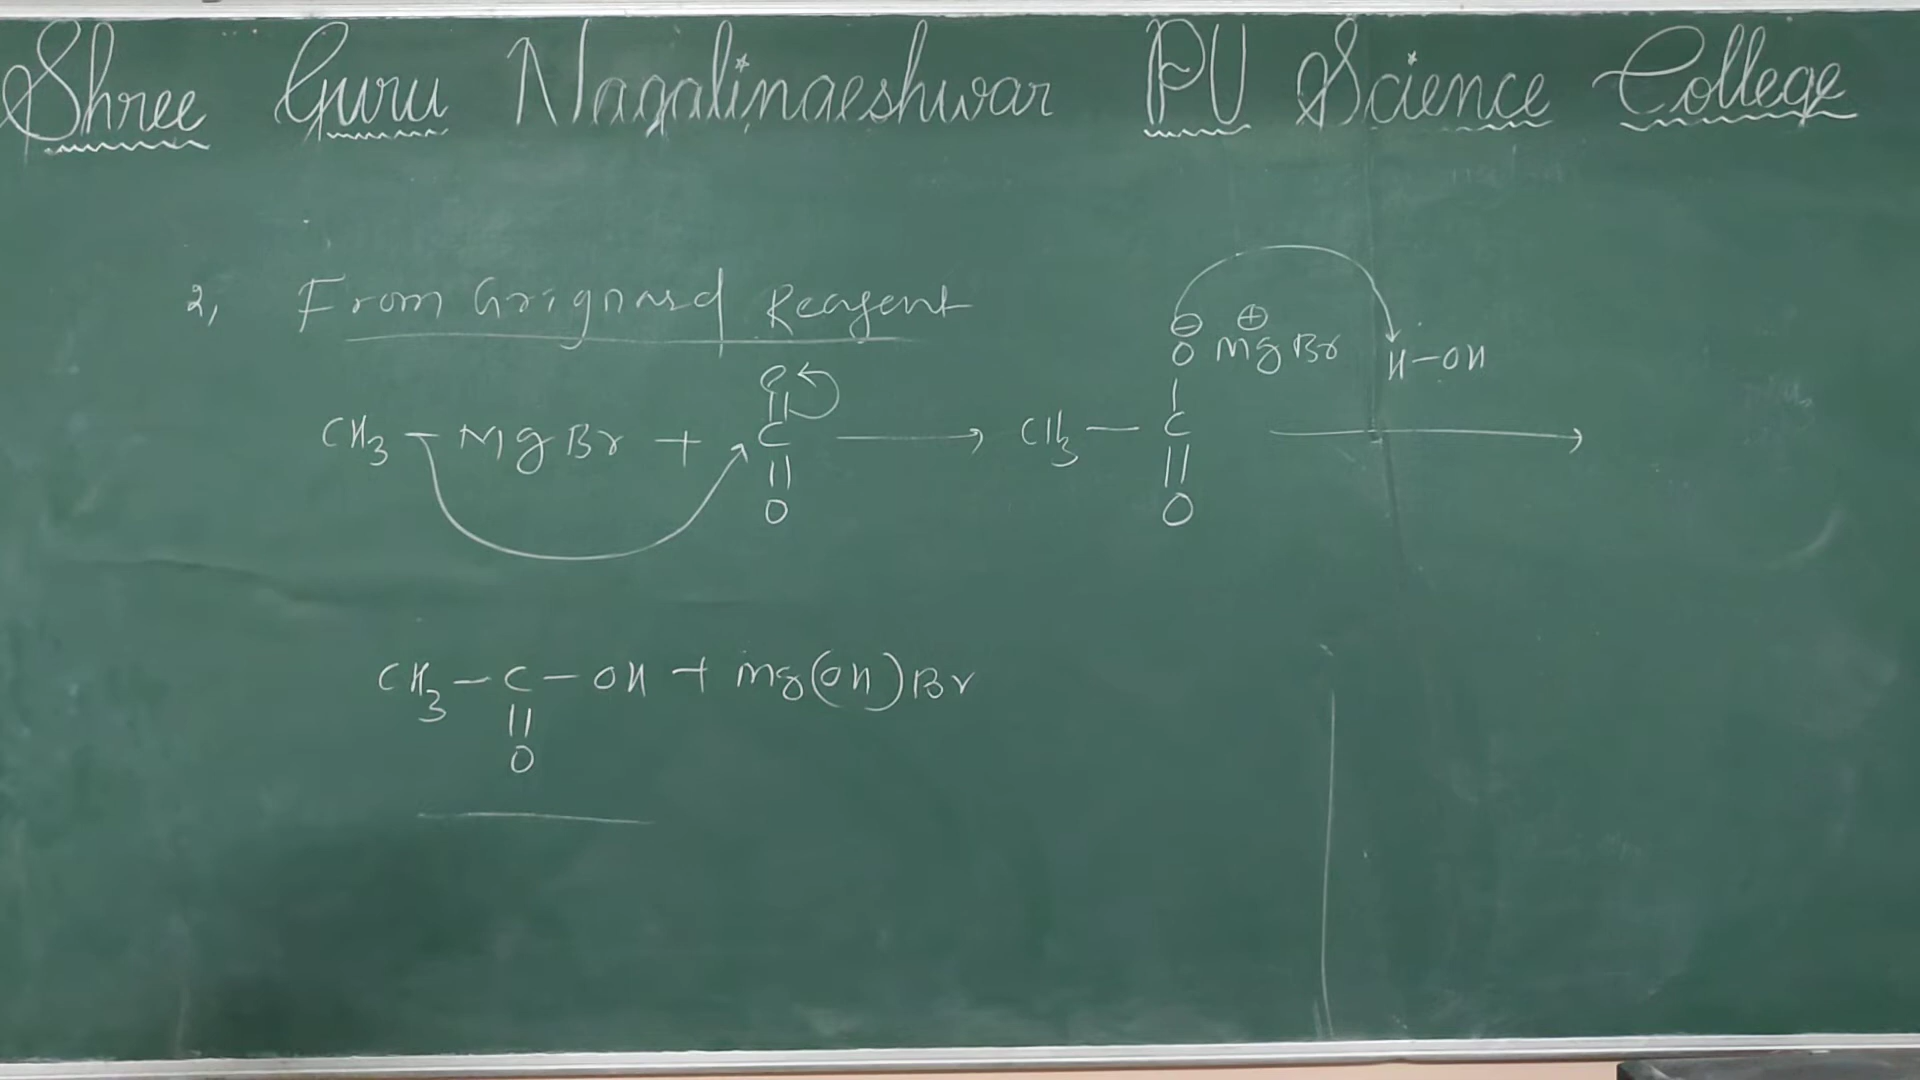 Shree Guru Nagalinaeshwar PU Science College
2, From Grignard Reagent
⊖ ⊕
O MgBr H-OH
O
||
CH3 - MgBr + C ⟶ CH3 - C ⟶
||
O
||
O
CH3-C-OH + Mg(OH)Br
||
O